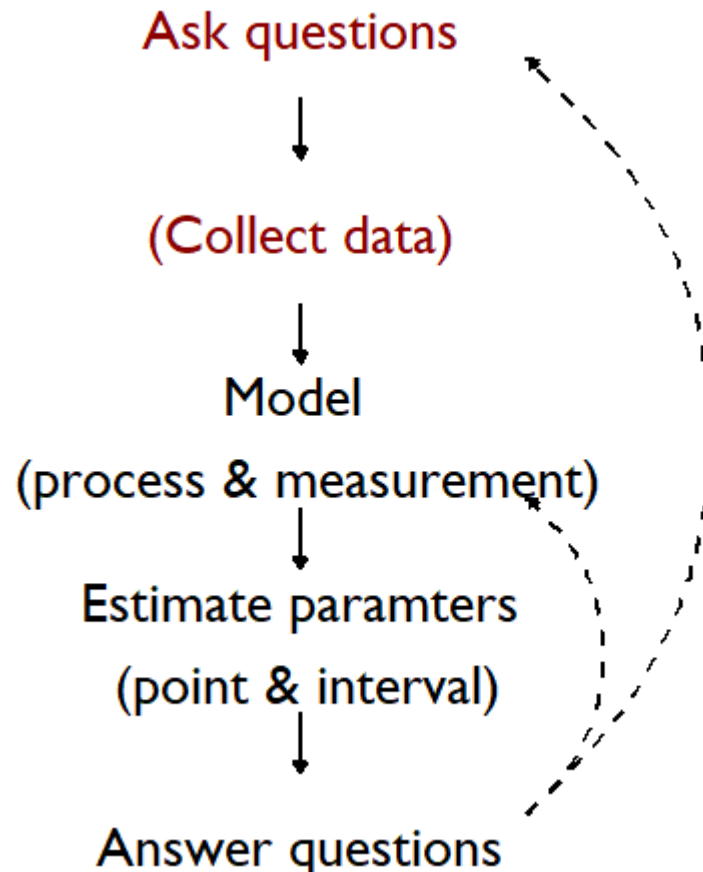 Ask questions
(Collect data)
Model
(process & measurement)
Estimate paramters
(point & interval)
Answer questions